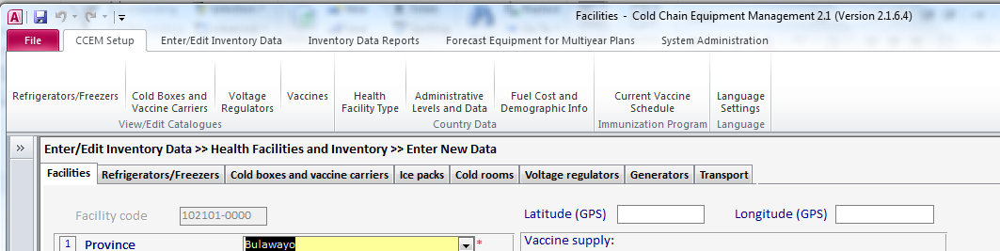 Facilities - Cold Chain Equipment Management 2.1 (Version 2.1.6.4)
File CCEM Setup Enter/Edit Inventory Data Inventory Data Reports Forecast Equipment for Multyear Plans System Administration
Refrigerators/Freezers Cold Boxes and Vaccine Carriers Voltage Regulators Vaccines Health Facility Type Administrative Levels and Data Fuel Cost and Demographic Info Current Vaccine Schedule Language Settings
View/Edit Catalogues Country Data Immunization Program Language
Enter/Edit Inventory Data >> Health Facilities and Inventory >> Enter New Data
Facilities Refrigerators/Freezers Cold boxes and vaccine carriers Ice packs Cold rooms Voltage regulators Generators Transport
Facility code 102101-0000 Latitude (GPS) Longitude (GPS)
1 Province Bulawayo * Vaccine supply: